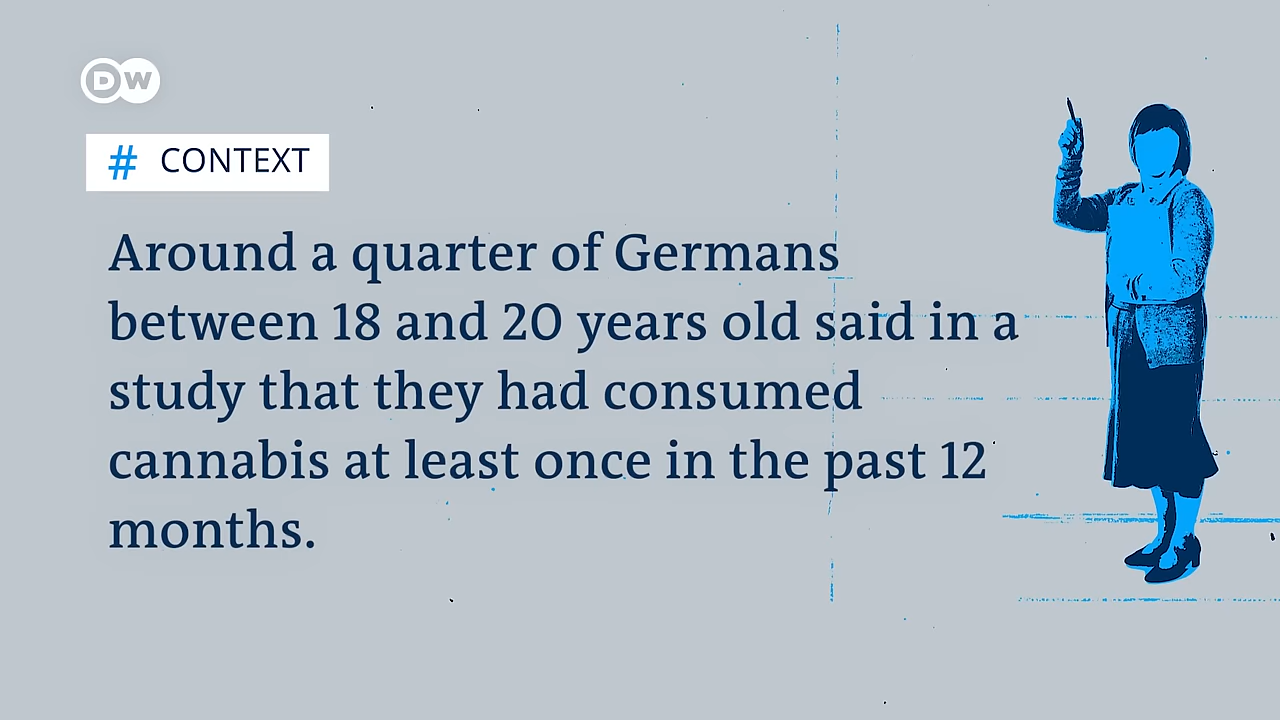 DW
# CONTEXT
Around a quarter of Germans
between 18 and 20 years old said in a
study that they had consumed
cannabis at least once in the past 12
months.